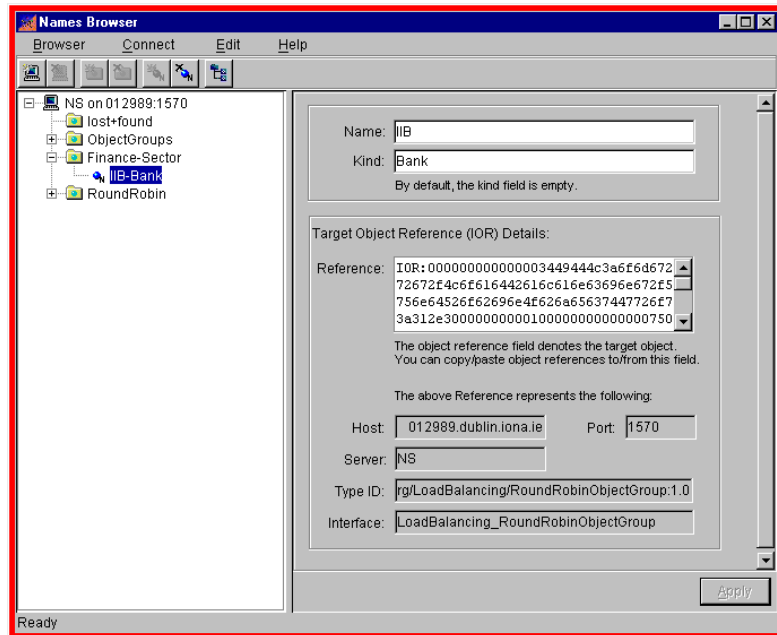 Names Browser
Browser Connect Edit Help
NS on 012989:1570
lost+found
ObjectGroups
Finance-Sector
IIB-Bank
RoundRobin
Name: IIB
Kind: Bank
By default, the kind field is empty.
Target Object Reference (IOR) Details:
Reference: IOR:000000000000003449444c3a6f6d672
72672f4c6f616442616c616e63696e672f5
756e64526f62696e4f626a65637447726f7
3a312e30000000000100000000000000750
The object reference field denotes the target object.
You can copy/paste object references to/from this field.
The above Reference represents the following:
Host: 012989.dublin.iona.ie Port: 1570
Server: NS
Type ID: rg/LoadBalancing/RoundRobinObjectGroup:1.0
Interface: LoadBalancing_RoundRobinObjectGroup
Apply
Ready